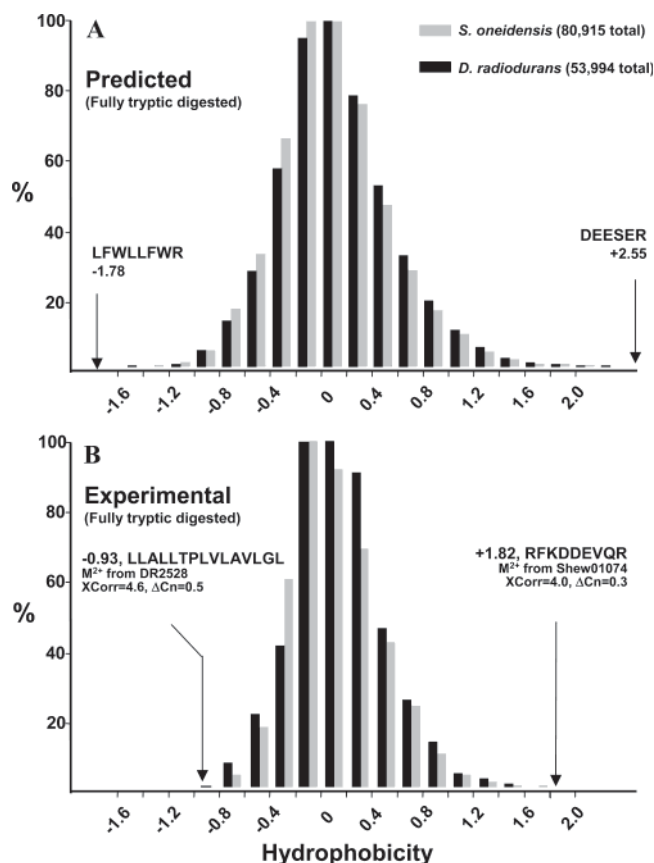 A
S. oneidensis (80,915 total)
D. radiodurans (53,994 total)
Predicted
(Fully tryptic digested)
100
80
60
40
20
%
LFWLLFWR
-1.78
DEESER
+2.55
-1.6
-1.2
-0.8
-0.4
0
0.4
0.8
1.2
1.6
2.0
B
Experimental
(Fully tryptic digested)
100
80
60
40
20
%
-0.93, LLALLTPLVLAVLGL
M2+ from DR2528
XCorr=4.6, ΔCn=0.5
+1.82, RFKDDEVQR
M2+ from Shew01074
XCorr=4.0, ΔCn=0.3
-1.6
-1.2
-0.8
-0.4
0
0.4
0.8
1.2
1.6
2.0
Hydrophobicity